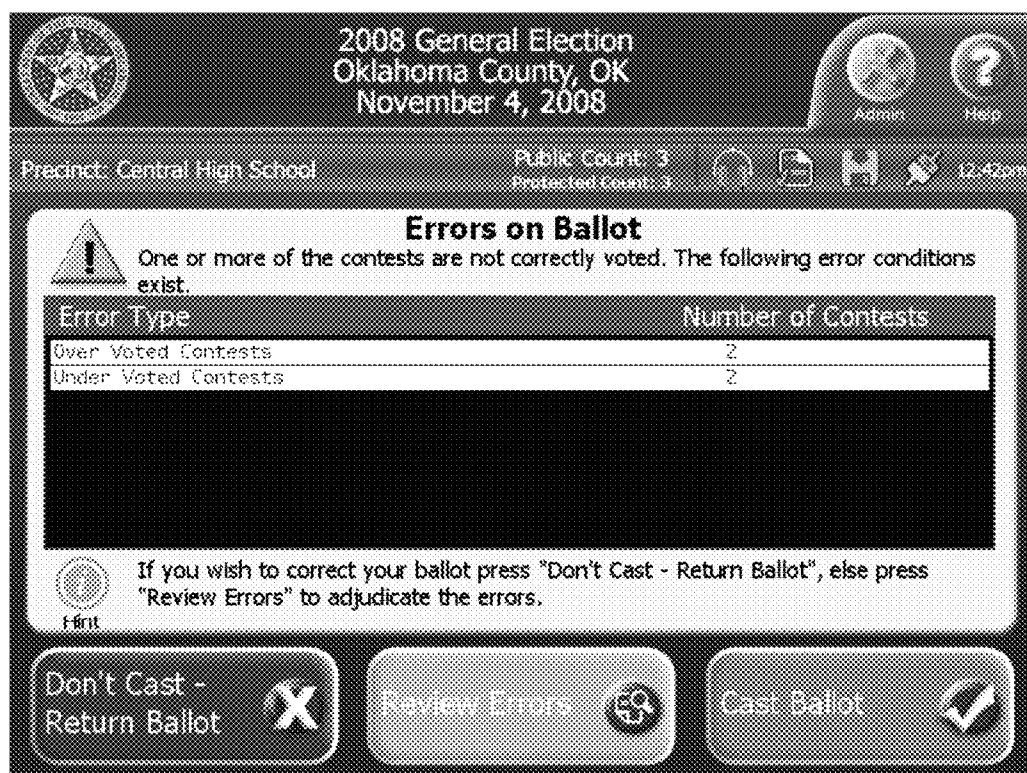 2008 General Election
Oklahoma County, OK
November 4, 2008
Admin
Help
Precinct: Central High School
Public Count: 3
Protected Count: 3
12:42pm
Errors on Ballot
One or more of the contests are not correctly voted. The following error conditions
exist.
Error Type Number of Contests
Over Voted Contests 2
Under Voted Contests 2
If you wish to correct your ballot press "Don't Cast - Return Ballot", else press
"Review Errors" to adjudicate the errors.
Hint
Don't Cast -
Return Ballot
Review Errors
Cast Ballot